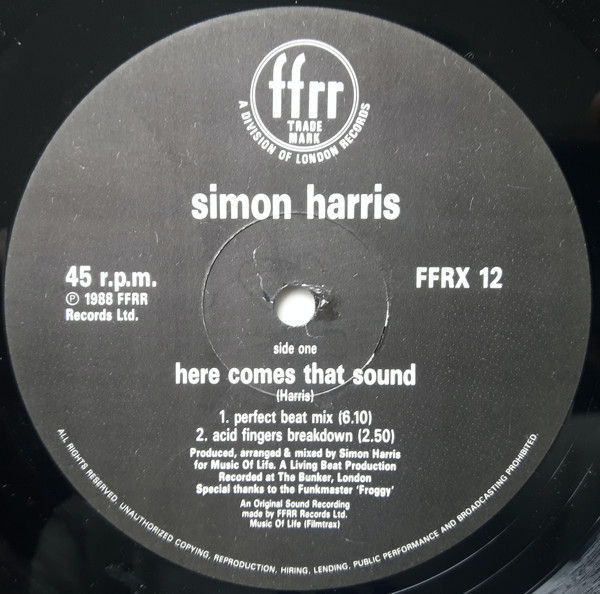 ffrr
TRADE
MARK
A DIVISION OF LONDON RECORDS
simon harris
45 r.p.m.
℗ 1988 FFRR
Records Ltd.
FFRX 12
side one
here comes that sound
(Harris)
1. perfect beat mix (6.10)
2. acid fingers breakdown (2.50)
Produced, arranged & mixed by Simon Harris
for Music Of Life. A Living Beat Production
Recorded at The Bunker, London
Special thanks to the Funkmaster 'Froggy'
An Original Sound Recording
made by FFRR Records Ltd.
Music Of Life (Filmtrax)
ALL RIGHTS RESERVED. UNAUTHORIZED COPYING, REPRODUCTION, HIRING, LENDING, PUBLIC PERFORMANCE AND BROADCASTING PROHIBITED.